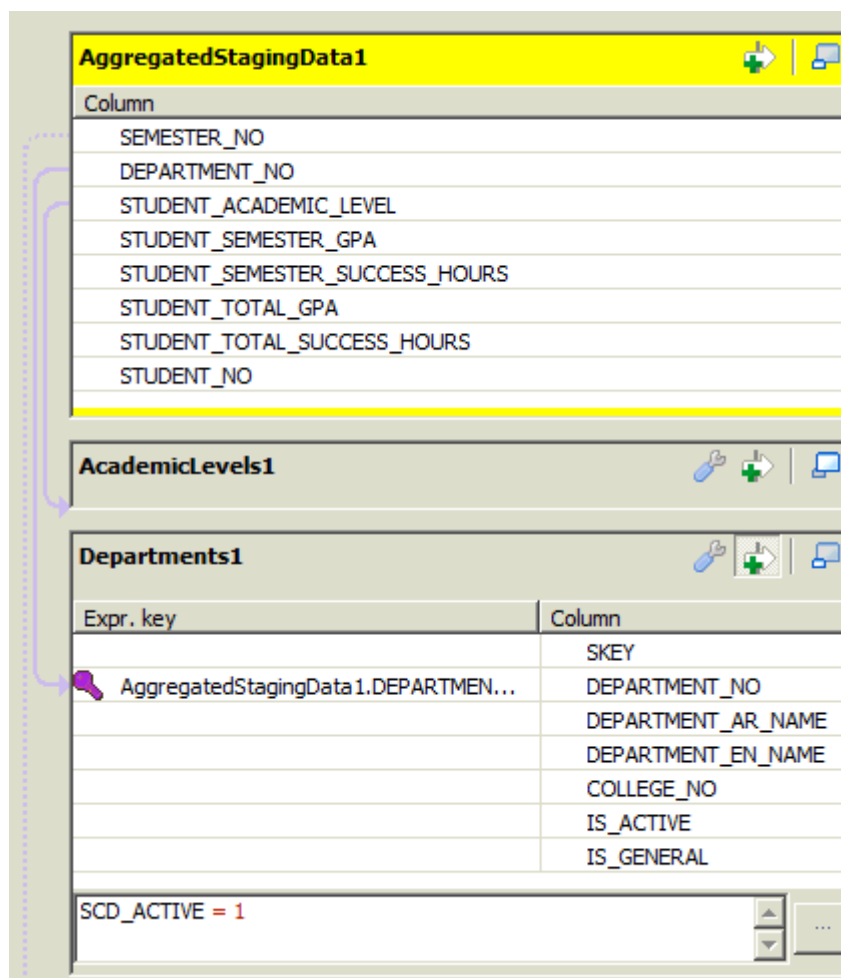 AggregatedStagingData1
Column
SEMESTER_NO
DEPARTMENT_NO
STUDENT_ACADEMIC_LEVEL
STUDENT_SEMESTER_GPA
STUDENT_SEMESTER_SUCCESS_HOURS
STUDENT_TOTAL_GPA
STUDENT_TOTAL_SUCCESS_HOURS
STUDENT_NO
AcademicLevels1
Departments1
Expr. key Column
SKEY
AggregatedStagingData1.DEPARTMEN... DEPARTMENT_NO
DEPARTMENT_AR_NAME
DEPARTMENT_EN_NAME
COLLEGE_NO
IS_ACTIVE
IS_GENERAL
SCD_ACTIVE = 1
...